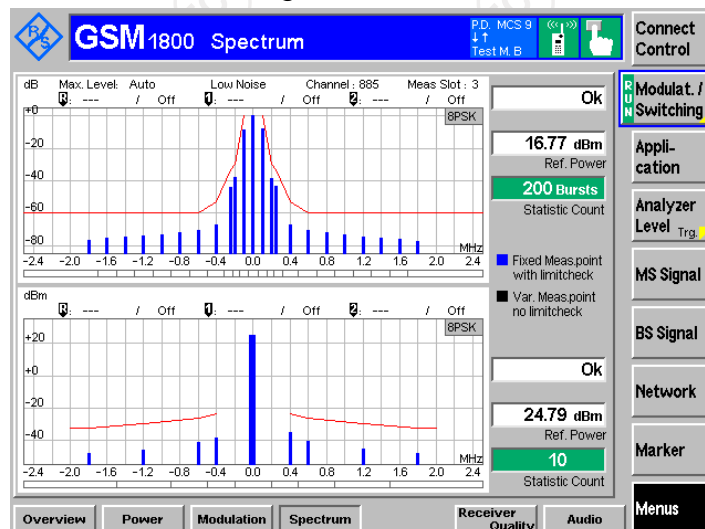 R/S GSM 1800 Spectrum P.D. MCS 9
↓↑
Test M. B
Connect
Control
dB Max. Level: Auto Low Noise Channel : 885 Meas Slot : 3
R: --- / Off 1: --- / Off 2: --- / Off
8PSK
+0
-20
-40
-60
-80
MHz
-2.4 -2.0 -1.6 -1.2 -0.8 -0.4 0.0 0.4 0.8 1.2 1.6 2.0 2.4
Ok
16.77 dBm
Ref. Power
200 Bursts
Statistic Count
Fixed Meas.point
with limitcheck
Var. Meas.point
no limitcheck
dBm
R: --- / Off 1: --- / Off 2: --- / Off
8PSK
+20
+0
-20
-40
MHz
-2.4 -2.0 -1.6 -1.2 -0.8 -0.4 0.0 0.4 0.8 1.2 1.6 2.0 2.4
Ok
24.79 dBm
Ref. Power
10
Statistic Count
RUN
Modulat. /
Switching
Appli-
cation
Analyzer
Level Trg.
MS Signal
BS Signal
Network
Marker
Menus
Overview Power Modulation Spectrum Receiver
Quality Audio